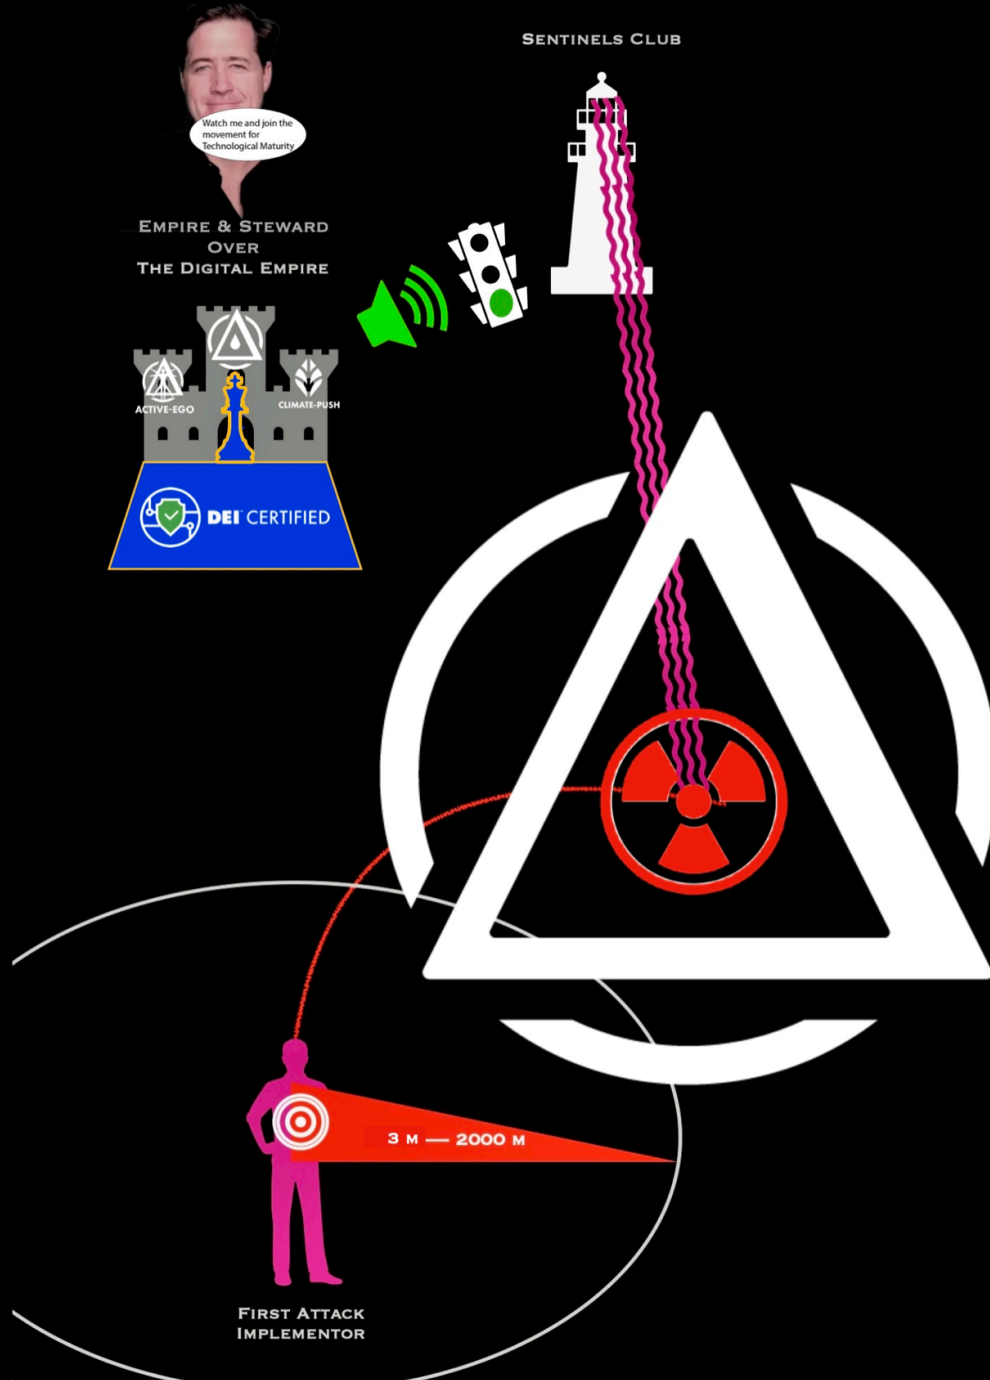 Sentinels Club
Watch me and join the
movement for
Technological Maturity
Empire & Steward
Over
The Digital Empire
ACTIVE-EGO
CLIMATE-PUSH
DEI™ CERTIFIED
3 m — 2000 m
First Attack
Implementor